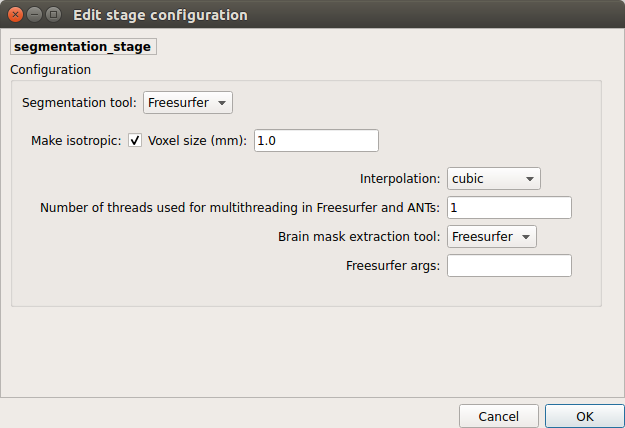 Edit stage configuration
segmentation_stage
Configuration
Segmentation tool: Freesurfer
Make isotropic: Voxel size (mm): 1.0
Interpolation: cubic
Number of threads used for multithreading in Freesurfer and ANTs: 1
Brain mask extraction tool: Freesurfer
Freesurfer args:
Cancel OK